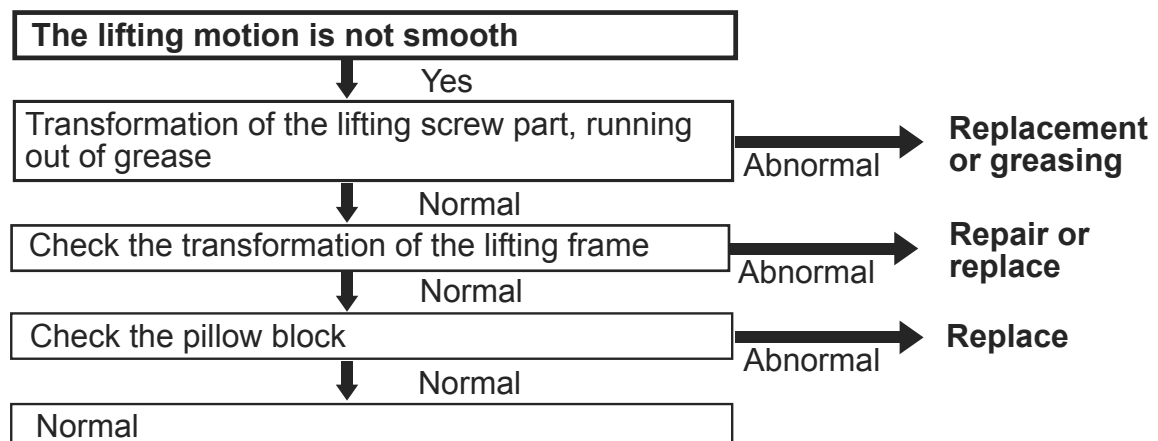 The lifting motion is not smooth
Yes
Transformation of the lifting screw part, running
out of grease
Abnormal
Replacement
or greasing
Normal
Check the transformation of the lifting frame
Abnormal
Repair or
replace
Normal
Check the pillow block
Abnormal
Replace
Normal
Normal